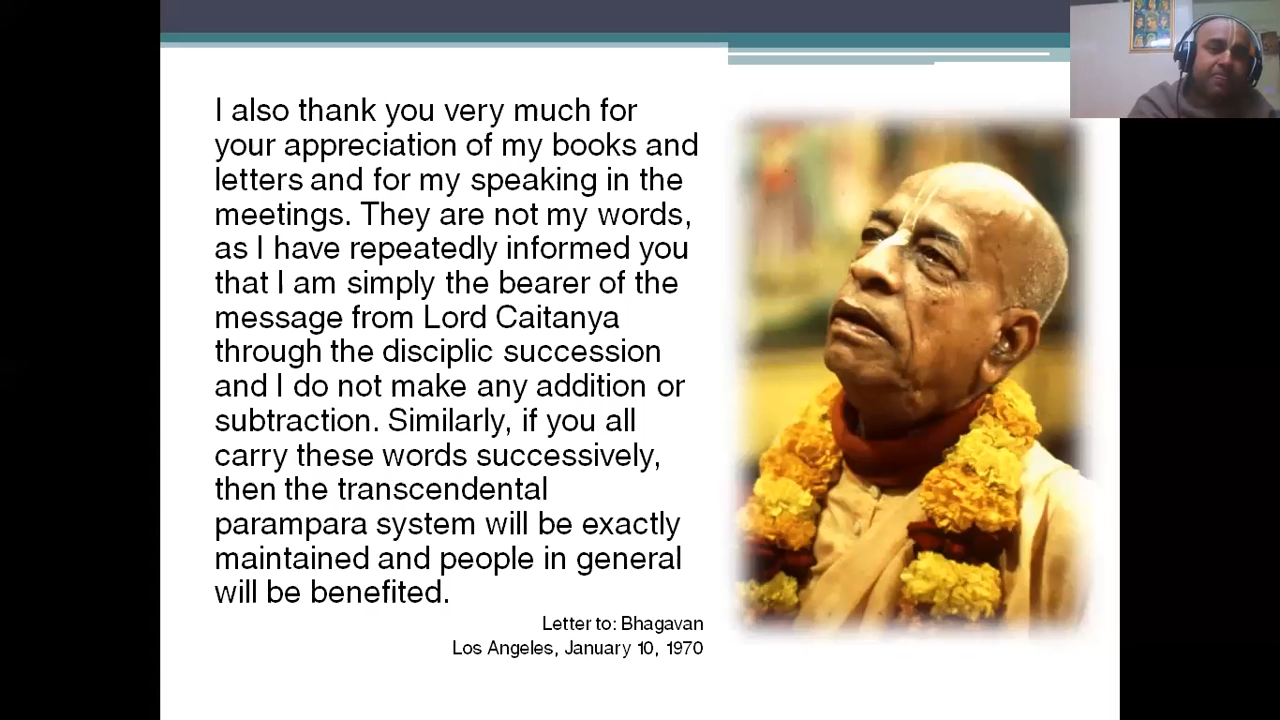 I also thank you very much for
your appreciation of my books and
letters and for my speaking in the
meetings. They are not my words,
as I have repeatedly informed you
that I am simply the bearer of the
message from Lord Caitanya
through the disciplic succession
and I do not make any addition or
subtraction. Similarly, if you all
carry these words successively,
then the transcendental
parampara system will be exactly
maintained and people in general
will be benefited.
Letter to: Bhagavan
Los Angeles, January 10, 1970